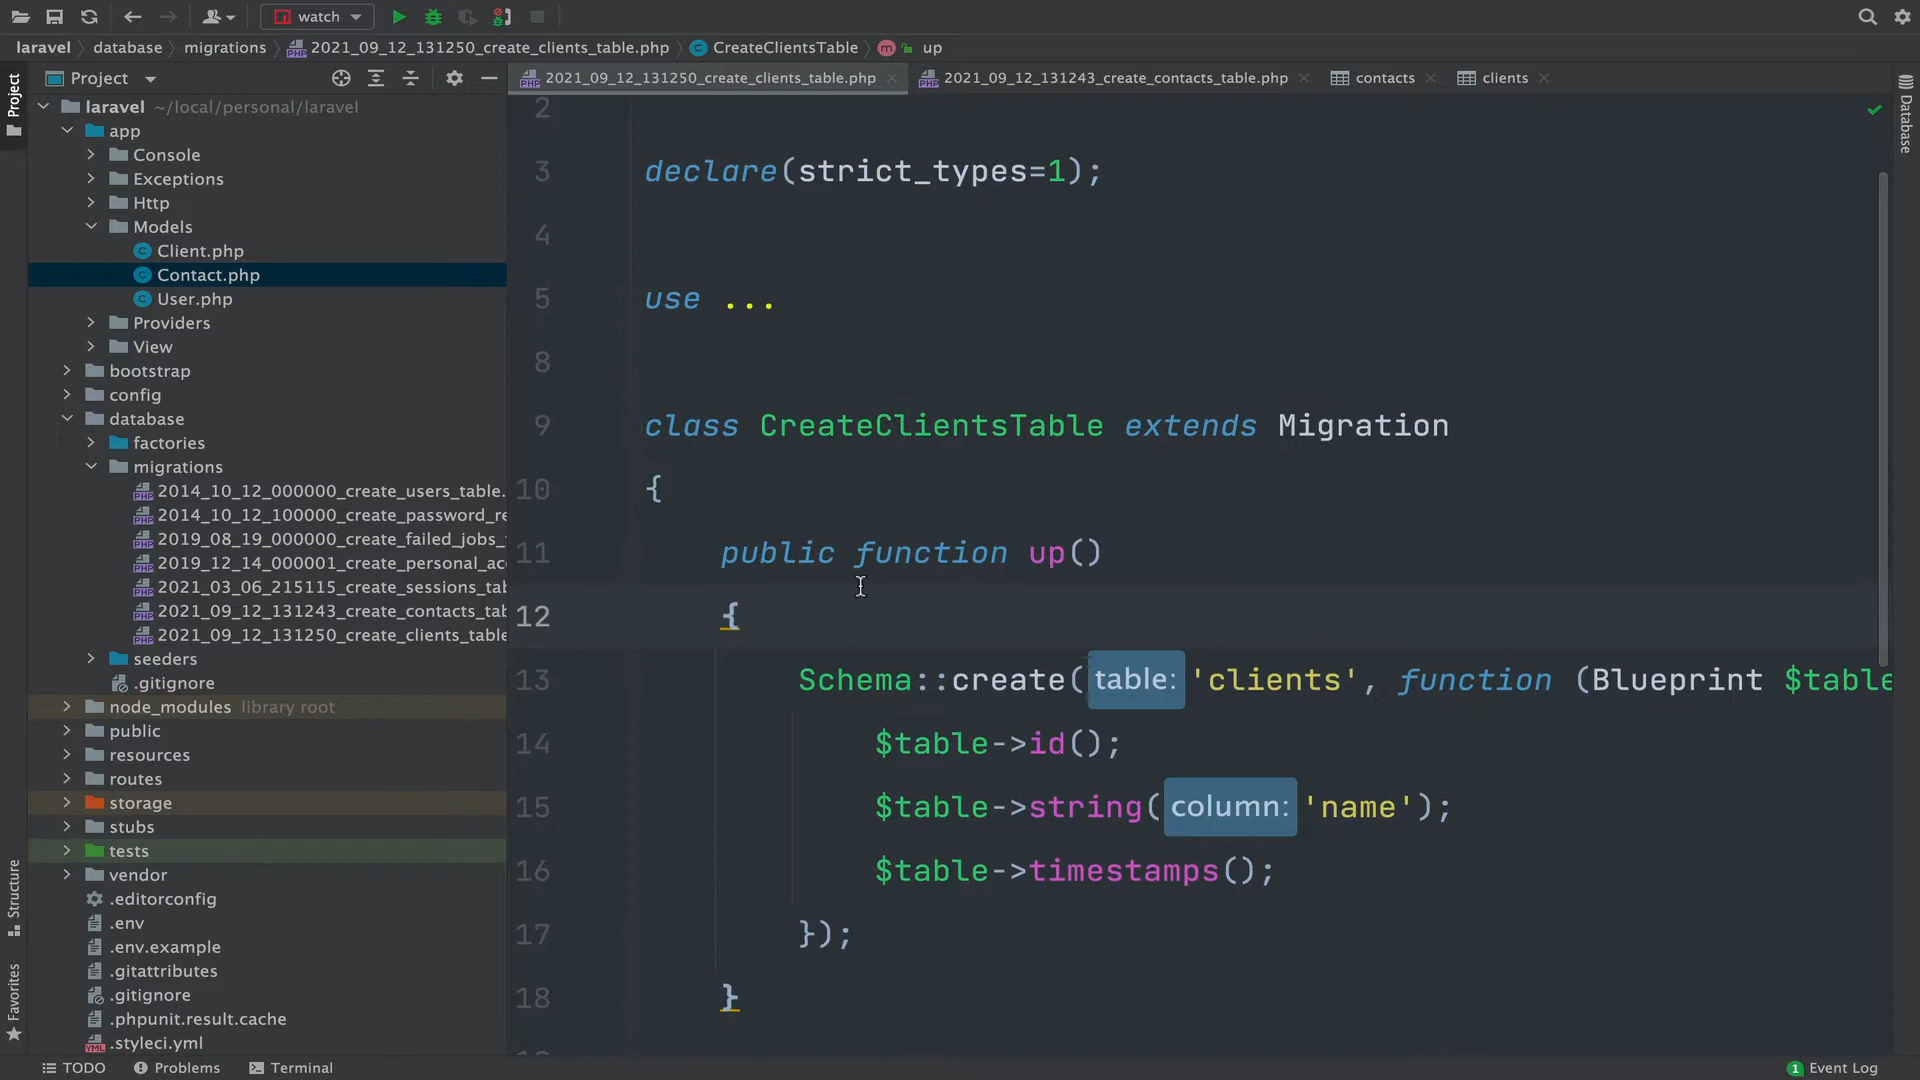 watch
laravel > database > migrations > 2021_09_12_131250_create_clients_table.php > CreateClientsTable > up
Project
2021_09_12_131250_create_clients_table.php
2021_09_12_131243_create_contacts_table.php
contacts
clients
Project
Database
laravel ~/local/personal/laravel
app
Console
Exceptions
Http
Models
Client.php
Contact.php
User.php
Providers
View
bootstrap
config
database
factories
migrations
2014_10_12_000000_create_users_table.
2014_10_12_100000_create_password_re
2019_08_19_000000_create_failed_jobs_
2019_12_14_000001_create_personal_acc
2021_03_06_215115_create_sessions_tab
2021_09_12_131243_create_contacts_tab
2021_09_12_131250_create_clients_table
seeders
.gitignore
node_modules library root
public
resources
routes
storage
stubs
tests
vendor
.editorconfig
.env
.env.example
.gitattributes
.gitignore
.phpunit.result.cache
.styleci.yml
Structure
Favorites
2
3 declare(strict_types=1);
4
5 use ...
8
9 class CreateClientsTable extends Migration
10 {
11 public function up()
12 {
13 Schema::create( table: 'clients', function (Blueprint $table
14 $table->id();
15 $table->string( column: 'name');
16 $table->timestamps();
17 });
18 }
TODO
Problems
Terminal
1 Event Log